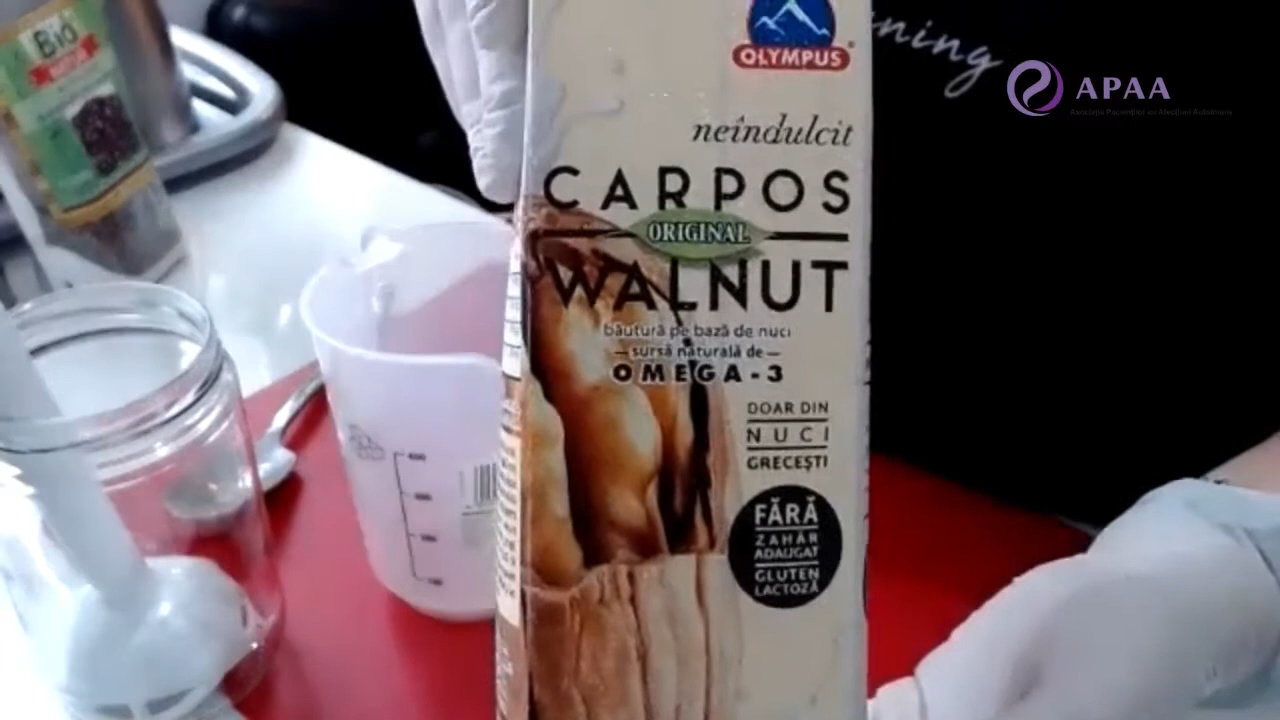 Bio
OLYMPUS
ning
APAA
neîndulcit
CARPOS
ORIGINAL
WALNUT
băutură pe bază de nuci
sursă naturală de
OMEGA-3
DOAR DIN
NUCI
GRECEȘTI
FĂRĂ
ZAHĂR
ADĂUGAT
GLUTEN
LACTOZĂ